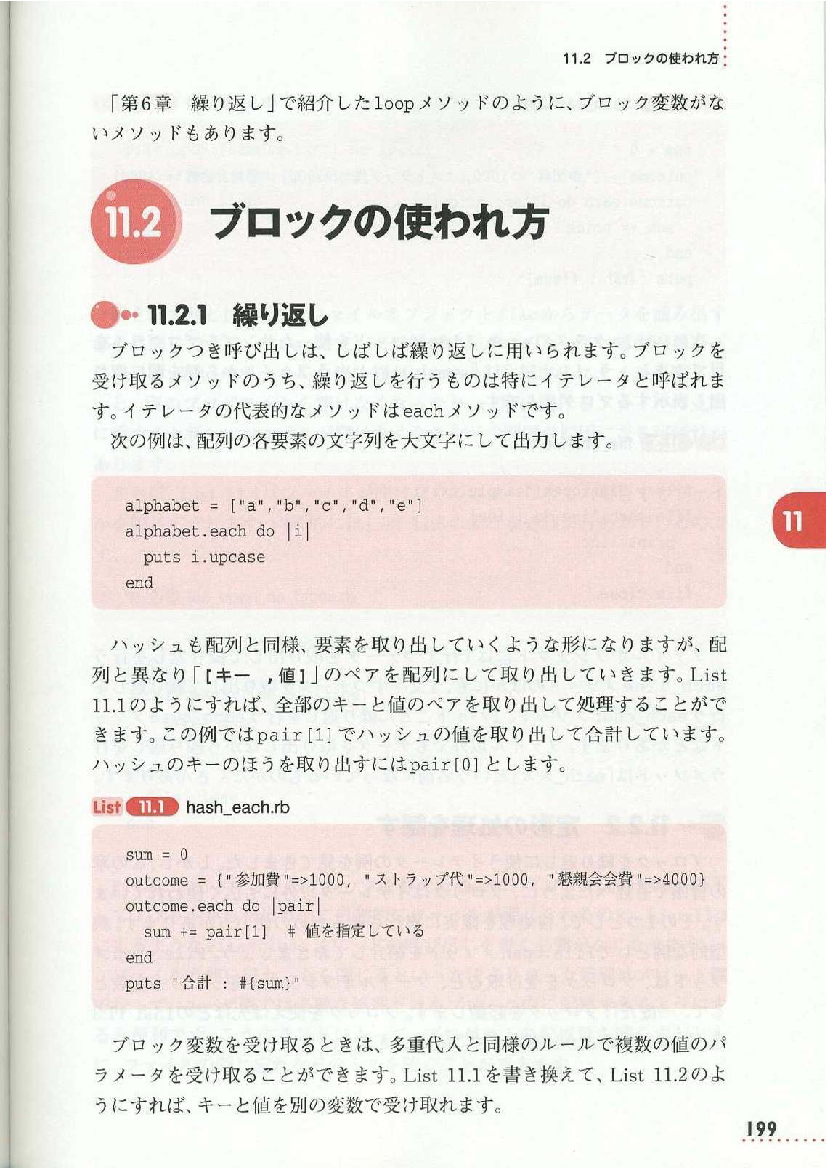 11.2 ブロックの使われ方
「第6章 繰り返し」で紹介したloopメソッドのように、ブロック変数がな
いメソッドもあります。
11.2 ブロックの使われ方
11.2.1 繰り返し
ブロックつき呼び出しは、しばしば繰り返しに用いられます。ブロックを
受け取るメソッドのうち、繰り返しを行うものは特にイテレータと呼ばれま
す。イテレータの代表的なメソッドはeachメソッドです。
次の例は、配列の各要素の文字列を大文字にして出力します。
alphabet = ["a","b","c","d","e"]
alphabet.each do |i|
  puts i.upcase
end
11
ハッシュも配列と同様、要素を取り出していくような形になりますが、配
列と異なり「[キー ,値]」のペアを配列にして取り出していきます。List
11.1のようにすれば、全部のキーと値のペアを取り出して処理することがで
きます。この例ではpair[1]でハッシュの値を取り出して合計しています。
ハッシュのキーのほうを取り出すにはpair[0]とします。
List 11.1 hash_each.rb
sum = 0
outcome = {"参加費"=>1000, "ストラップ代"=>1000, "懇親会会費"=>4000}
outcome.each do |pair|
  sum += pair[1]  # 値を指定している
end
puts "合計 : #{sum}"
ブロック変数を受け取るときは、多重代入と同様のルールで複数の値のパ
ラメータを受け取ることができます。List 11.1を書き換えて、List 11.2のよ
うにすれば、キーと値を別の変数で受け取れます。
199